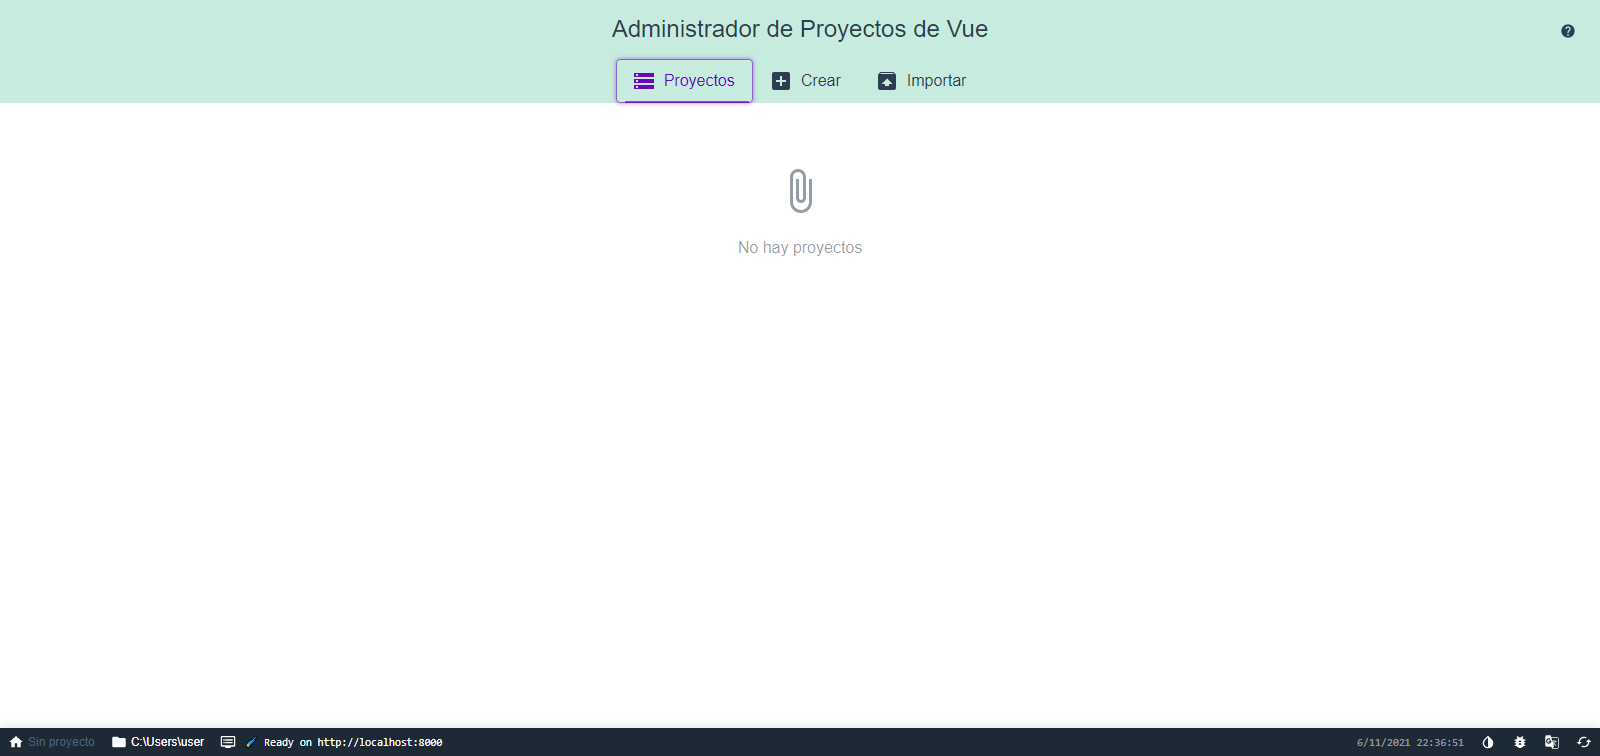 Administrador de Proyectos de Vue
Proyectos Crear Importar
No hay proyectos
Sin proyecto C:\Users\user Ready on http://localhost:8000 6/11/2021 22:36:51